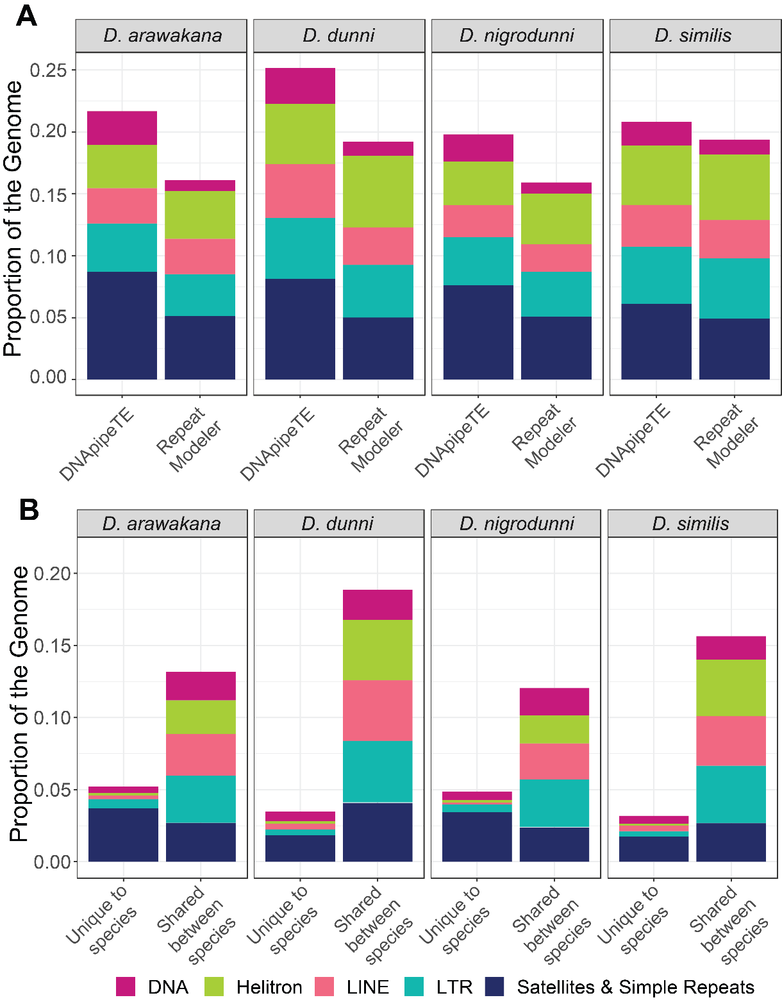 A
D. arawakana
D. dunni
D. nigrodunni
D. similis
Proportion of the Genome
0.25
0.20
0.15
0.10
0.05
0.00
DNApipeTE
Repeat
Modeler
DNApipeTE
Repeat
Modeler
DNApipeTE
Repeat
Modeler
DNApipeTE
Repeat
Modeler
B
D. arawakana
D. dunni
D. nigrodunni
D. similis
Proportion of the Genome
0.20
0.15
0.10
0.05
0.00
Unique to
species
Shared
between
species
Unique to
species
Shared
between
species
Unique to
species
Shared
between
species
Unique to
species
Shared
between
species
DNA Helitron LINE LTR Satellites & Simple Repeats